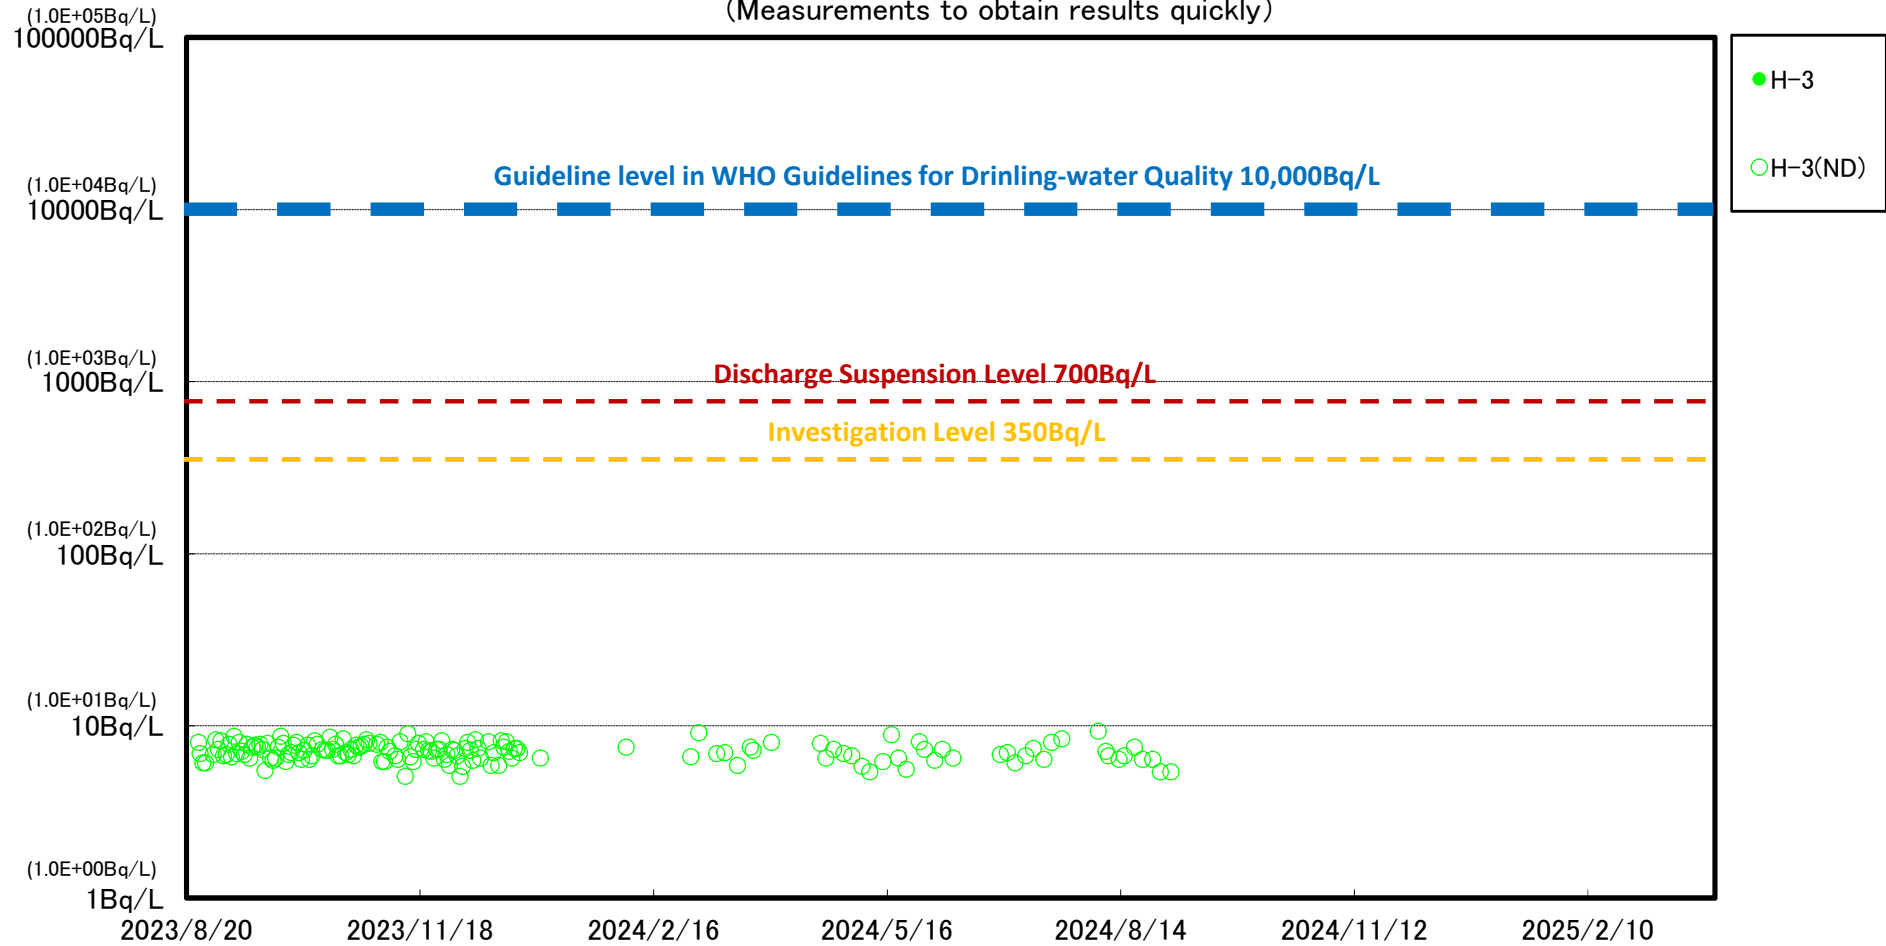 (Measurements to obtain results quickly)
(1.0E+05Bq/L)
100000Bq/L
H-3
H-3(ND)
Guideline level in WHO Guidelines for Drinling-water Quality 10,000Bq/L
(1.0E+04Bq/L)
10000Bq/L
(1.0E+03Bq/L)
1000Bq/L
Discharge Suspension Level 700Bq/L
Investigation Level 350Bq/L
(1.0E+02Bq/L)
100Bq/L
(1.0E+01Bq/L)
10Bq/L
(1.0E+00Bq/L)
1Bq/L
2023/8/20 2023/11/18 2024/2/16 2024/5/16 2024/8/14 2024/11/12 2025/2/10